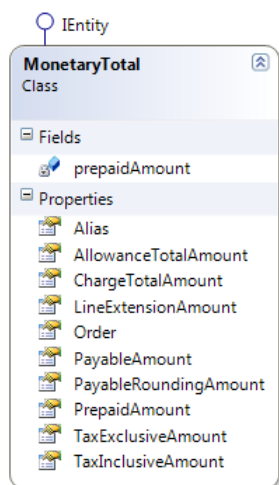 IEntity
MonetaryTotal
Class
Fields
prepaidAmount
Properties
Alias
AllowanceTotalAmount
ChargeTotalAmount
LineExtensionAmount
Order
PayableAmount
PayableRoundingAmount
PrepaidAmount
TaxExclusiveAmount
TaxInclusiveAmount